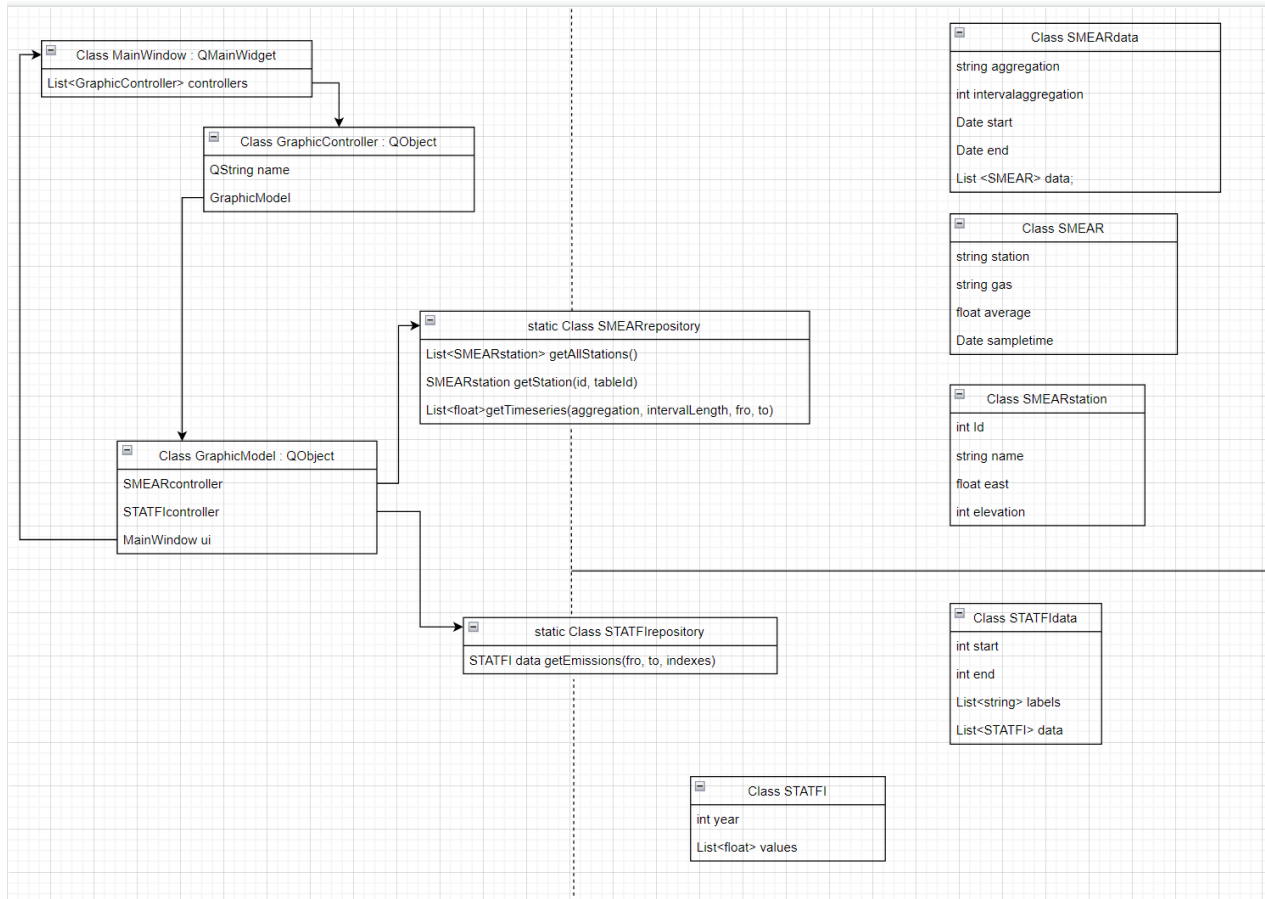 Class MainWindow : QMainWidget
List<GraphicController> controllers
Class GraphicController : QObject
QString name
GraphicModel
static Class SMEARrepository
List<SMEARstation> getAllStations()
SMEARstation getStation(id, tableId)
List<float>getTimeseries(aggregation, intervalLength, fro, to)
Class GraphicModel : QObject
SMEARcontroller
STATFIcontroller
MainWindow ui
static Class STATFIrepository
STATFI data getEmissions(fro, to, indexes)
Class SMEARdata
string aggregation
int intervalaggregation
Date start
Date end
List <SMEAR> data;
Class SMEAR
string station
string gas
float average
Date sampletime
Class SMEARstation
int Id
string name
float east
int elevation
Class STATFIdata
int start
int end
List<string> labels
List<STATFI> data
Class STATFI
int year
List<float> values